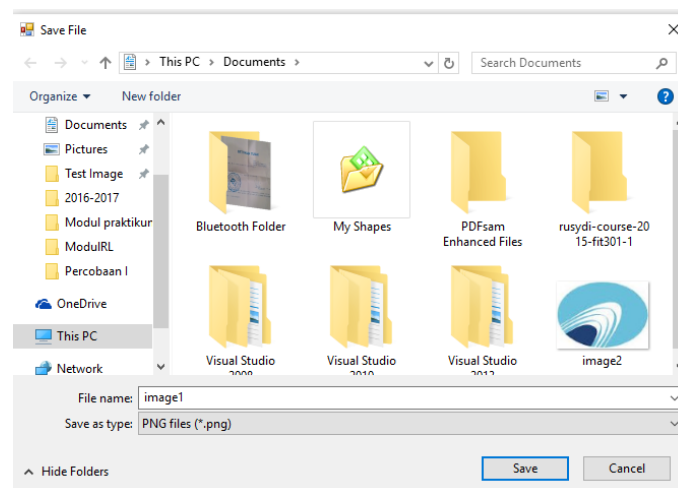 Save File
This PC > Documents >
Search Documents
Organize
New folder
Documents
Pictures
Test Image
2016-2017
Modul praktikur
ModulRL
Percobaan I
OneDrive
This PC
Network
Bluetooth Folder
My Shapes
PDFsam
Enhanced Files
rusydi-course-20
15-fit301-1
Visual Studio
2008
Visual Studio
2010
Visual Studio
2012
image2
File name: image1
Save as type: PNG files (*.png)
Hide Folders
Save
Cancel